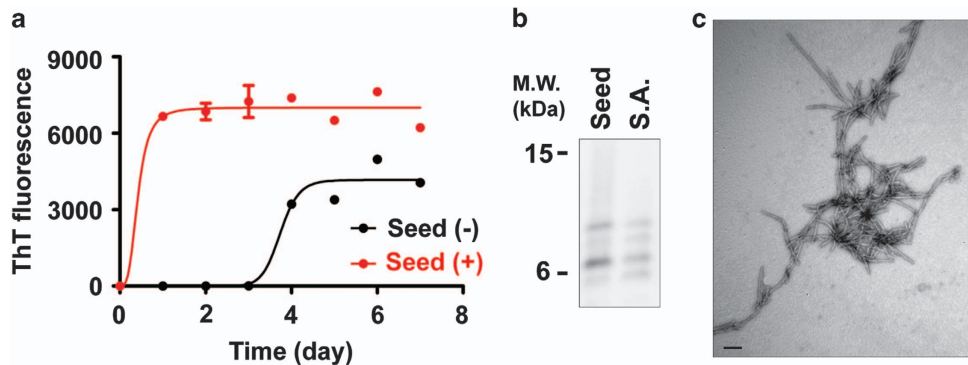 a
9000
6000
3000
0
ThT fluorescence
0 2 4 6 8
Time (day)
Seed (-)
Seed (+)
b
M.W.
(kDa)
Seed
S.A.
15 -
6 -
c